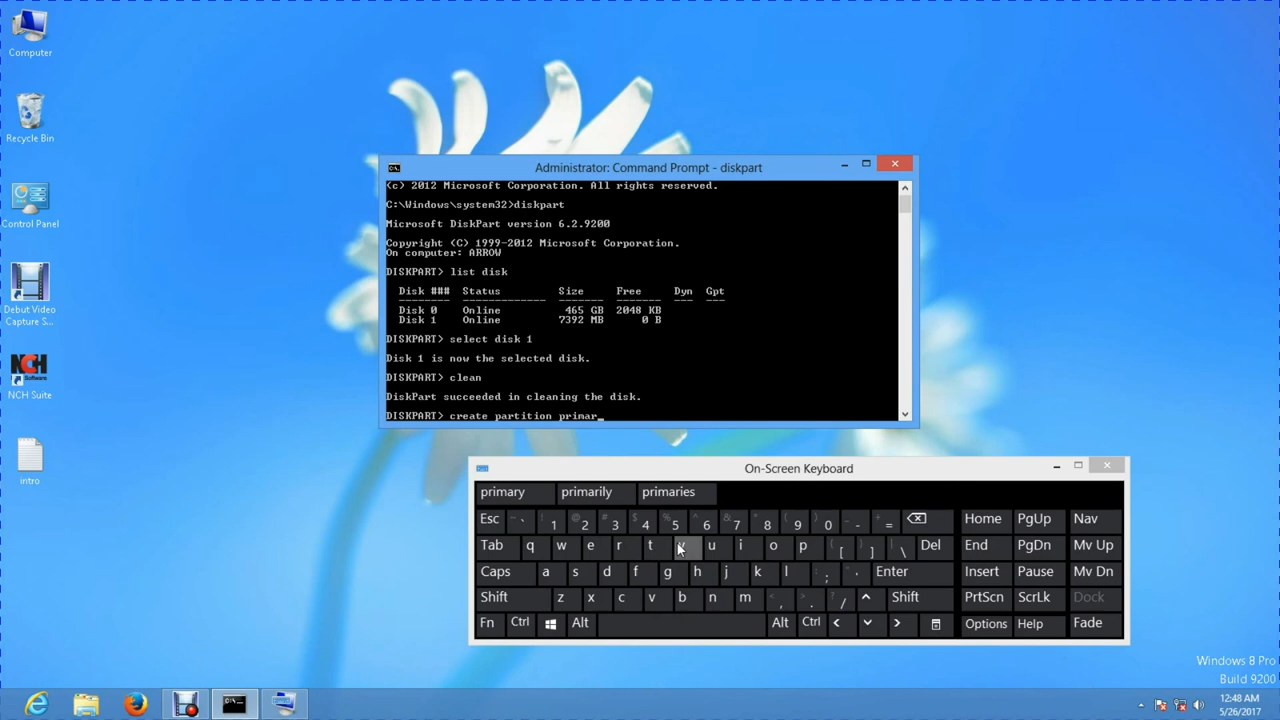 Computer
Recycle Bin
Control Panel
Debut Video
Capture S...
NCH
NCH Suite
intro
Administrator: Command Prompt - diskpart
(c) 2012 Microsoft Corporation. All rights reserved.
C:\Windows\system32>diskpart
Microsoft DiskPart version 6.2.9200
Copyright (C) 1999-2012 Microsoft Corporation.
On computer: ARROW
DISKPART> list disk
Disk ### Status Size Free Dyn Gpt
-------- ------------- ------- ------- --- ---
Disk 0 Online 465 GB 2048 KB
Disk 1 Online 7392 MB 0 B
DISKPART> select disk 1
Disk 1 is now the selected disk.
DISKPART> clean
DiskPart succeeded in cleaning the disk.
DISKPART> create partition primar_
On-Screen Keyboard
primary primarily primaries
Esc ~ ` ! 1 @ 2 # 3 $ 4 % 5 ^ 6 & 7 * 8 ( 9 ) 0 _ - + = Home PgUp Nav
Tab q w e r t y u i o p { [ } ] | \ Del End PgDn Mv Up
Caps a s d f g h j k l : ; " ' Enter Insert Pause Mv Dn
Shift z x c v b n m < , > . ? / Shift PrtScn ScrLk Dock
Fn Ctrl Alt Alt Ctrl Options Help Fade
Windows 8 Pro
Build 9200
12:48 AM
5/26/2017